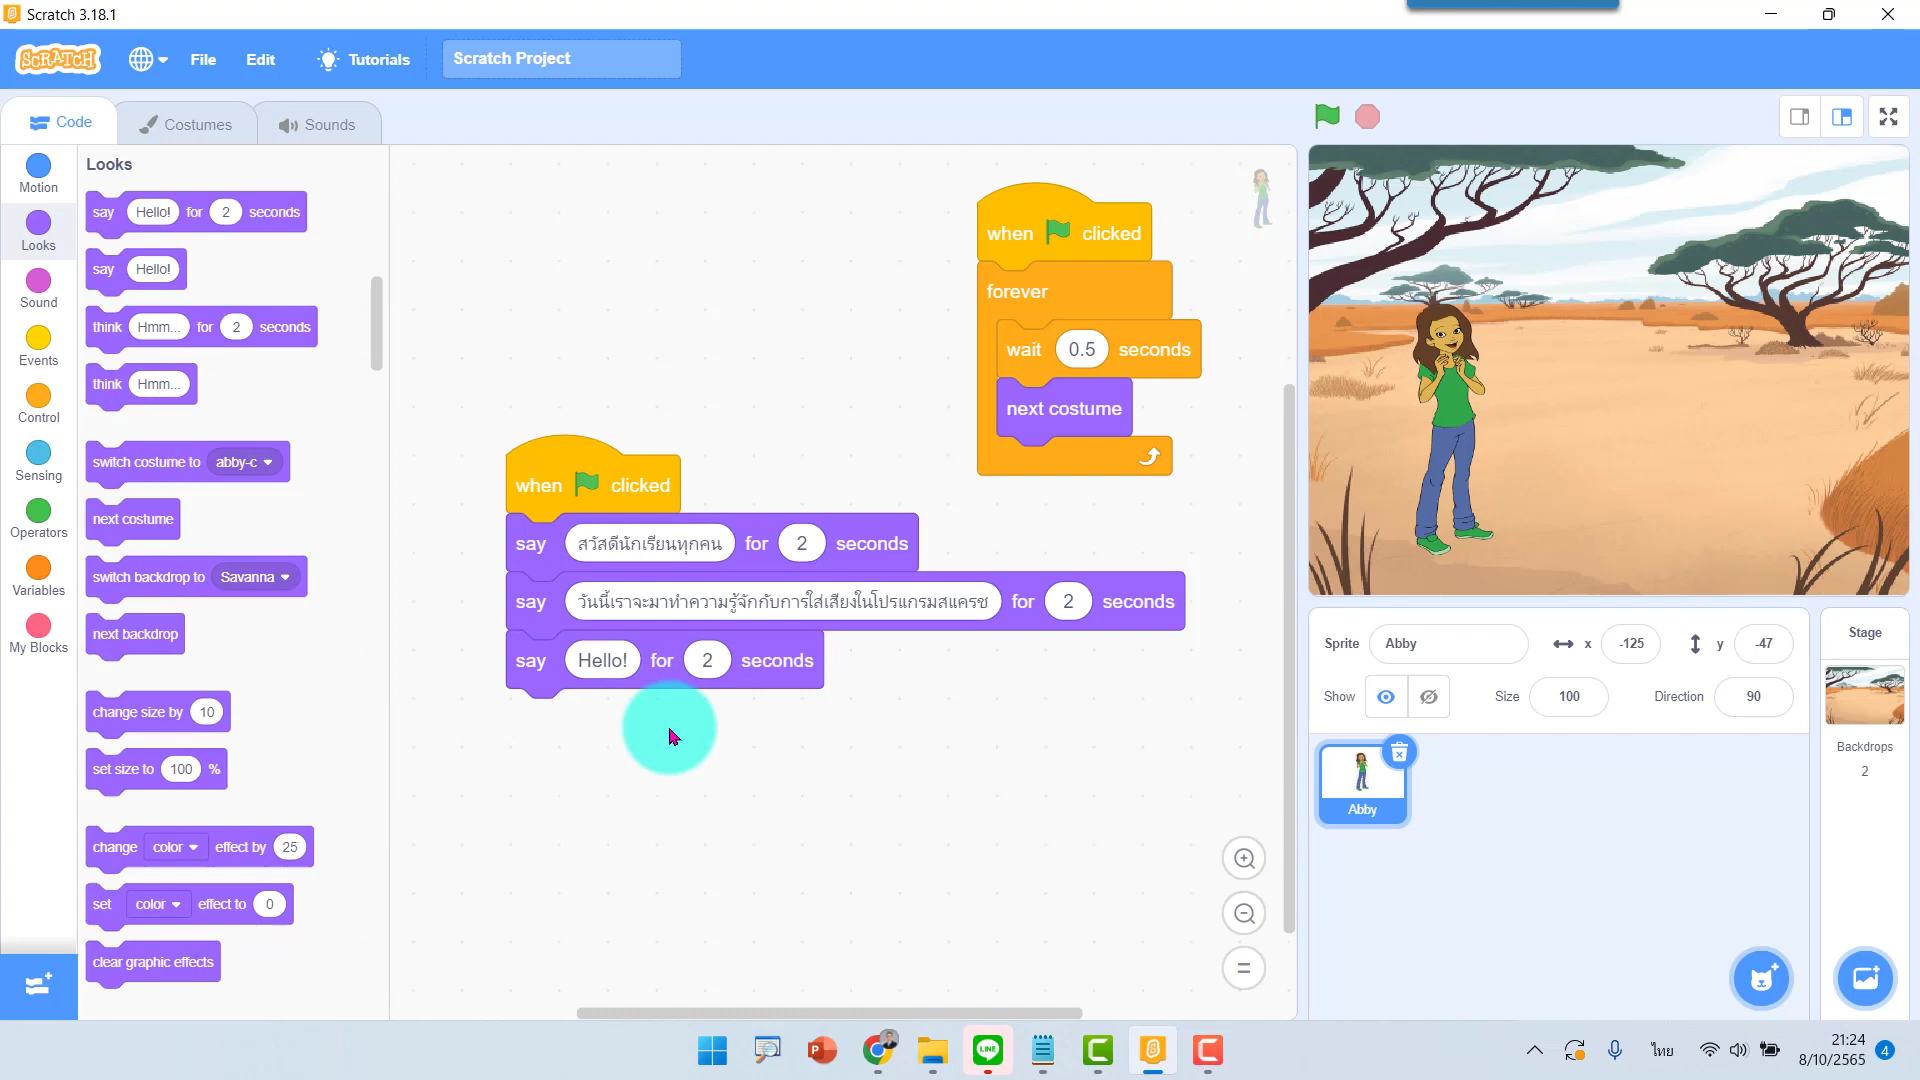 Scratch 3.18.1
SCRATCH
File
Edit
Tutorials
Scratch Project
Code
Costumes
Sounds
Motion
Looks
Sound
Events
Control
Sensing
Operators
Variables
My Blocks
Looks
say Hello! for 2 seconds
say Hello!
think Hmm... for 2 seconds
think Hmm...
switch costume to abby-c
next costume
switch backdrop to Savanna
next backdrop
change size by 10
set size to 100 %
change color effect by 25
set color effect to 0
clear graphic effects
when clicked
forever
wait 0.5 seconds
next costume
when clicked
say สวัสดีนักเรียนทุกคน for 2 seconds
say วันนี้เราจะมาทำความรู้จักกับการใส่เสียงในโปรแกรมสแครช for 2 seconds
say Hello! for 2 seconds
Sprite Abby x -125 y -47
Show Size 100 Direction 90
Abby
Stage
Backdrops
2
LINE
ไทย
21:24
8/10/2565
4